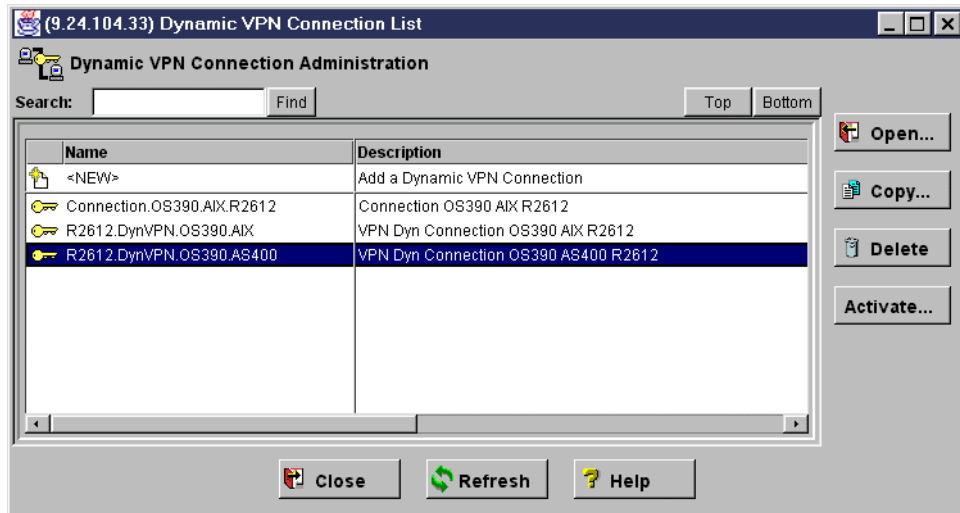 (9.24.104.33) Dynamic VPN Connection List
Dynamic VPN Connection Administration
Search: Find Top Bottom
Name Description
<NEW> Add a Dynamic VPN Connection
Connection.OS390.AIX.R2612 Connection OS390 AIX R2612
R2612.DynVPN.OS390.AIX VPN Dyn Connection OS390 AIX R2612
R2612.DynVPN.OS390.AS400 VPN Dyn Connection OS390 AS400 R2612
Open...
Copy...
Delete
Activate...
Close Refresh Help